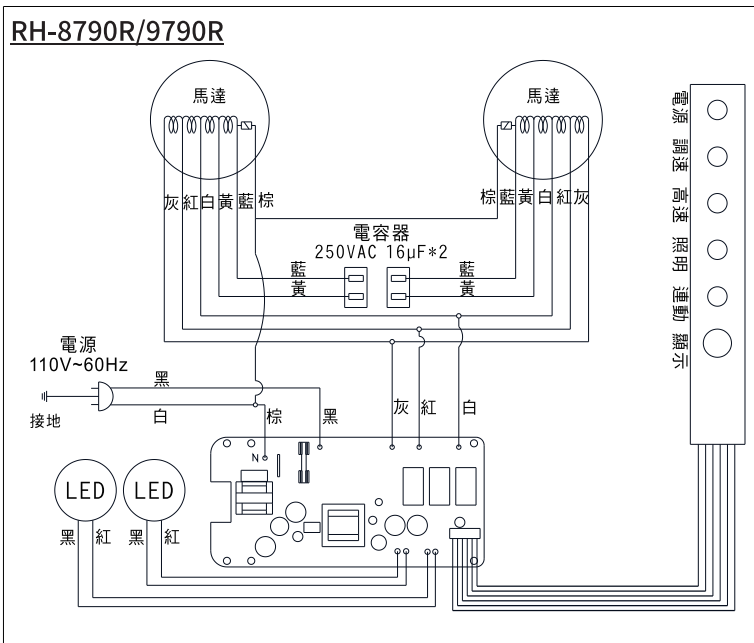 RH-8790R/9790R
馬達
馬達
灰 紅 白 黃 藍 棕
棕 藍 黃 白 紅 灰
電容器
250VAC 16μF*2
藍
黃
藍
黃
電源
110V~60Hz
接地
黑
白
棕
黑
灰
紅
白
N
LED
LED
黑
紅
黑
紅
電源
調速
高速
照明
連動
顯示